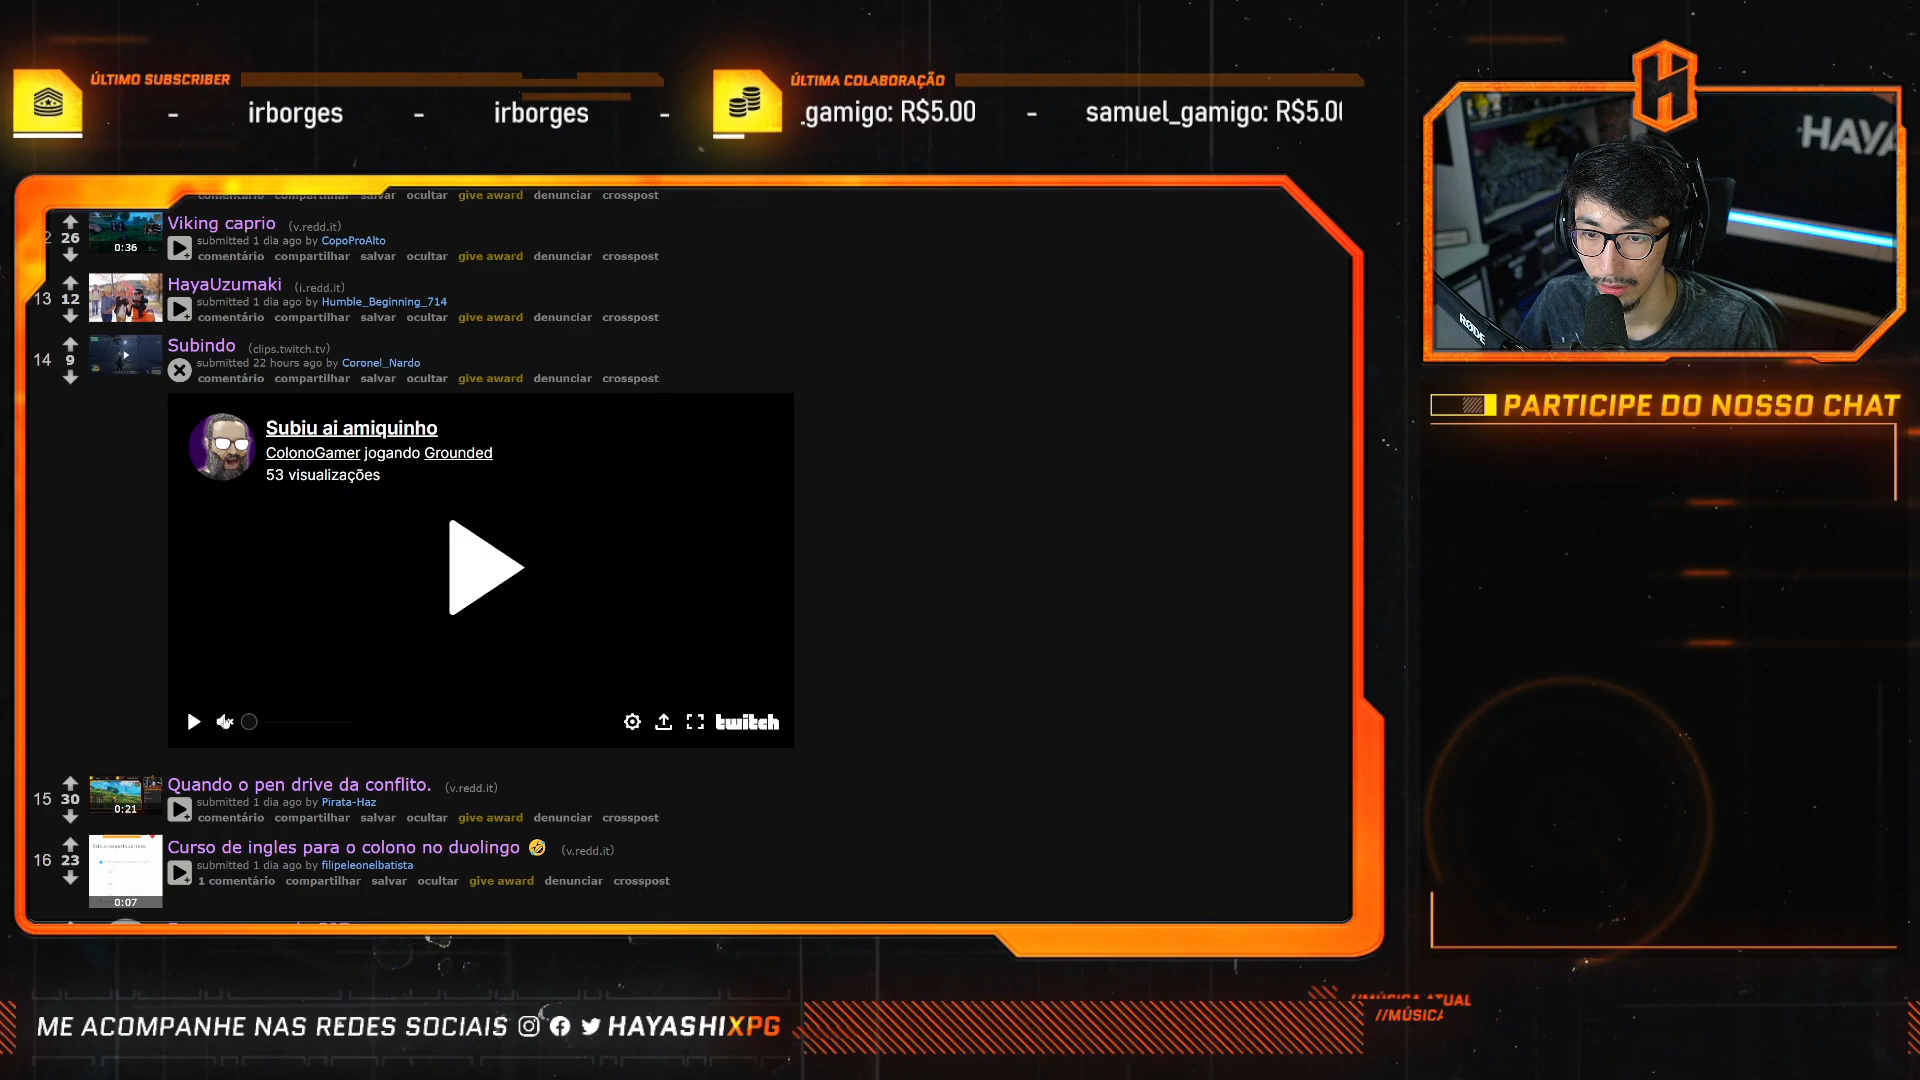 ÚLTIMO SUBSCRIBER
- irborges - irborges -
ÚLTIMA COLABORAÇÃO
_gamigo: R$5.00 - samuel_gamigo: R$5.0
HAYA
RØDE
comentário compartilhar salvar ocultar give award denunciar crosspost
2 26 Viking caprio (v.redd.it)
0:36 submitted 1 dia ago by CopoProAlto
comentário compartilhar salvar ocultar give award denunciar crosspost
HayaUzumaki (i.redd.it)
13 12 submitted 1 dia ago by Humble_Beginning_714
comentário compartilhar salvar ocultar give award denunciar crosspost
Subindo (clips.twitch.tv)
14 9 submitted 22 hours ago by Coronel_Nardo
comentário compartilhar salvar ocultar give award denunciar crosspost
Subiu ai amiquinho
ColonoGamer jogando Grounded
53 visualizações
twitch
Quando o pen drive da conflito. (v.redd.it)
15 30 submitted 1 dia ago by Pirata-Haz
0:21 comentário compartilhar salvar ocultar give award denunciar crosspost
Curso de ingles para o colono no duolingo 🤣 (v.redd.it)
16 23 submitted 1 dia ago by filipeleonelbatista
1 comentário compartilhar salvar ocultar give award denunciar crosspost
0:07
PARTICIPE DO NOSSO CHAT
ME ACOMPANHE NAS REDES SOCIAIS HAYASHIXPG
//MÚSICA ATUAL
//MÚSICA